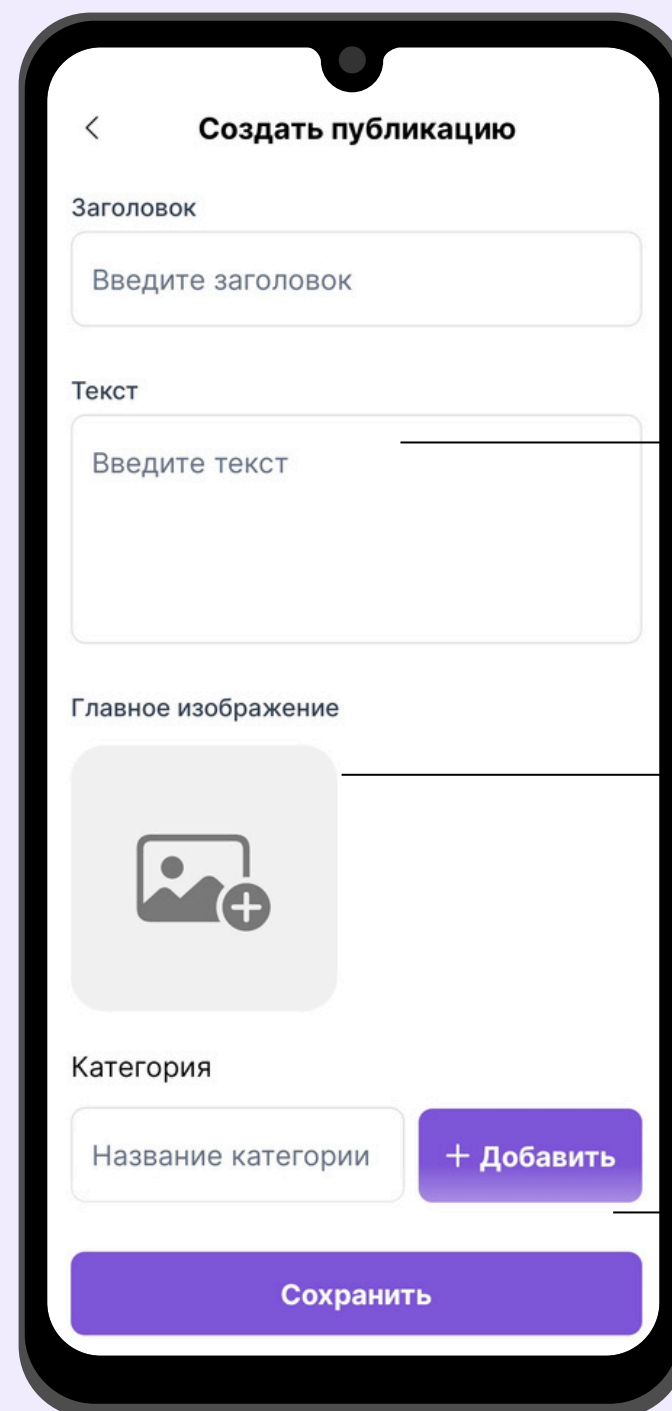 Создать публикацию
Заголовок
Введите заголовок
Текст
Введите текст
Главное изображение
Категория
Название категории
+ Добавить
Сохранить